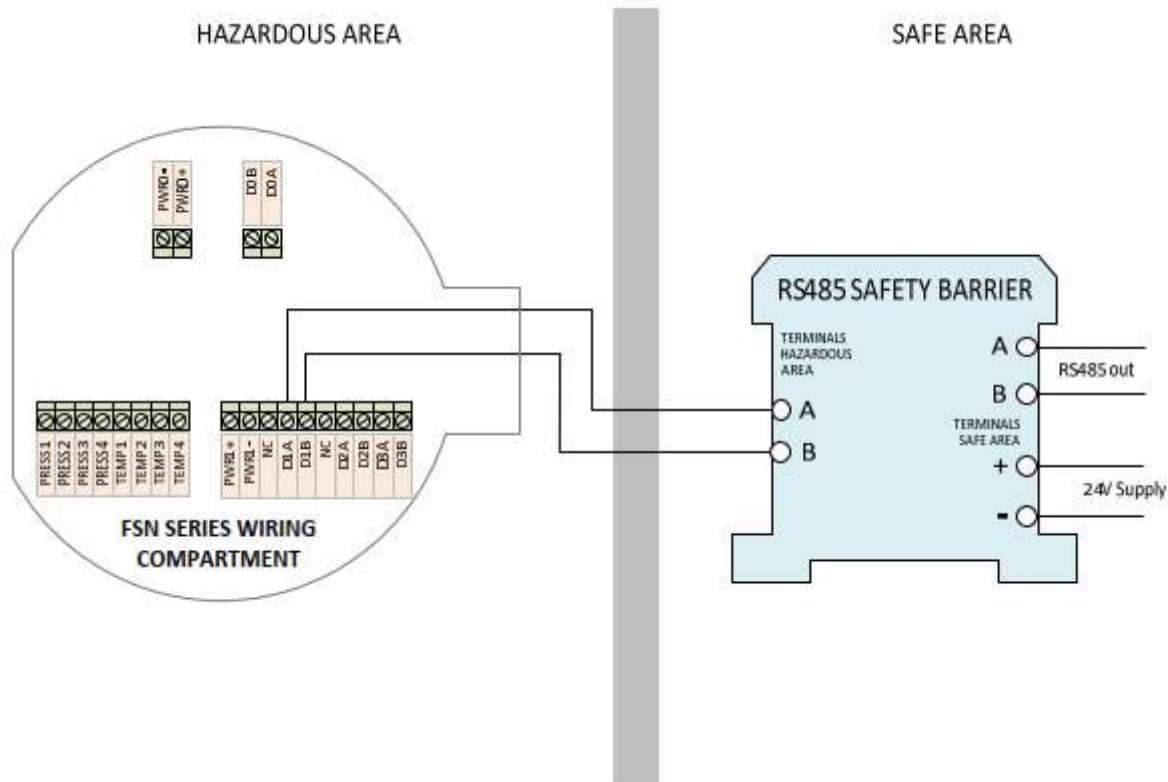 HAZARDOUS AREA
SAFE AREA
PWR0-
PWR0+
D0B
D0A
PRESS1
PRESS2
PRESS3
PRESS4
TEMP1
TEMP2
TEMP3
TEMP4
PWR1+
PWR1-
NC
D1A
D1B
NC
D2A
D2B
D3A
D3B
FSN SERIES WIRING
COMPARTMENT
RS485 SAFETY BARRIER
TERMINALS
HAZARDOUS
AREA
A
B
A
B
RS485 out
TERMINALS
SAFE AREA
+
-
24V Supply